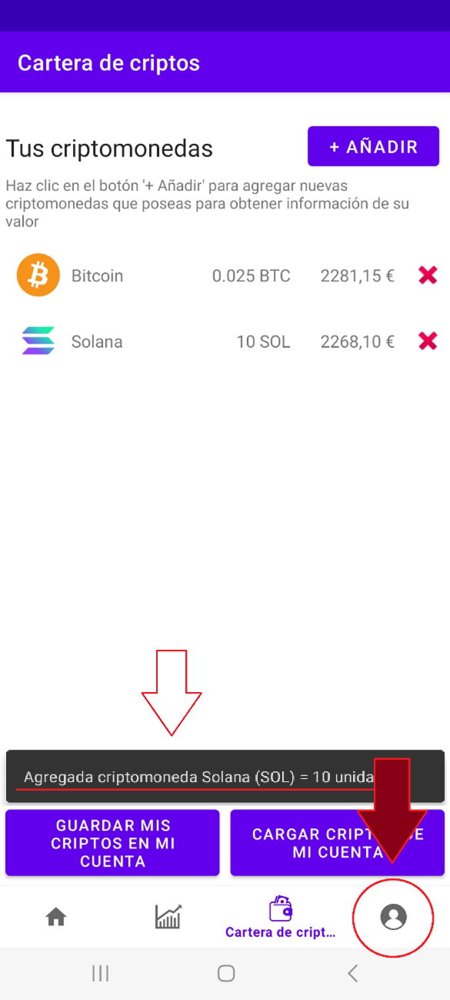 Cartera de criptos
Tus criptomonedas
+ AÑADIR
Haz clic en el botón '+ Añadir' para agregar nuevas
criptomonedas que poseas para obtener información de su
valor
Bitcoin 0.025 BTC 2281,15 €
Solana 10 SOL 2268,10 €
Agregada criptomoneda Solana (SOL) = 10 unida
GUARDAR MIS
CRIPTOS EN MI
CUENTA
CARGAR CRIPT E
MI CUENTA
Cartera de cript...